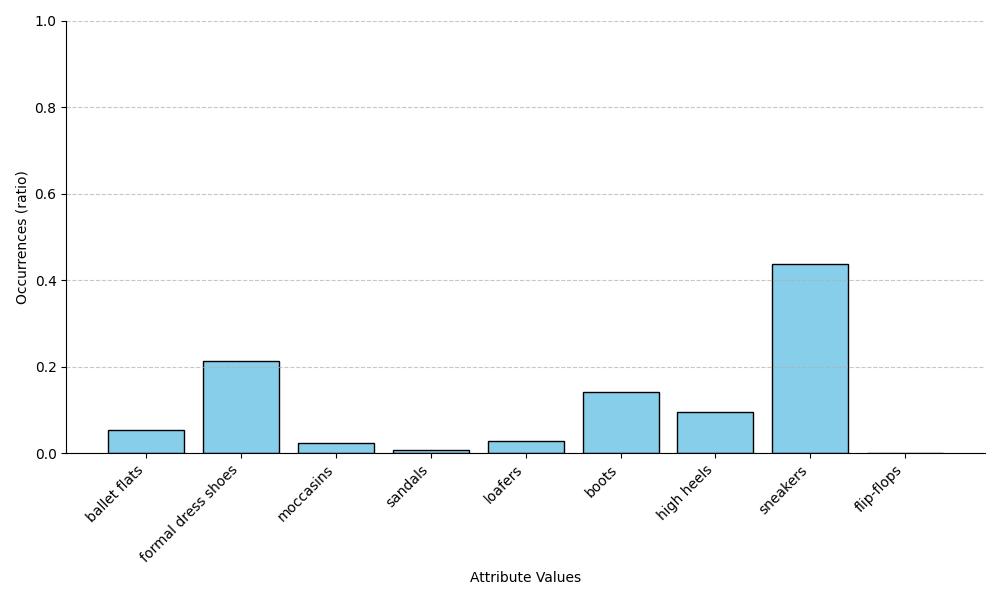 1.0
0.8
0.6
0.4
0.2
0.0
Occurrences (ratio)
ballet flats
formal dress shoes
moccasins
sandals
loafers
boots
high heels
sneakers
flip-flops
Attribute Values